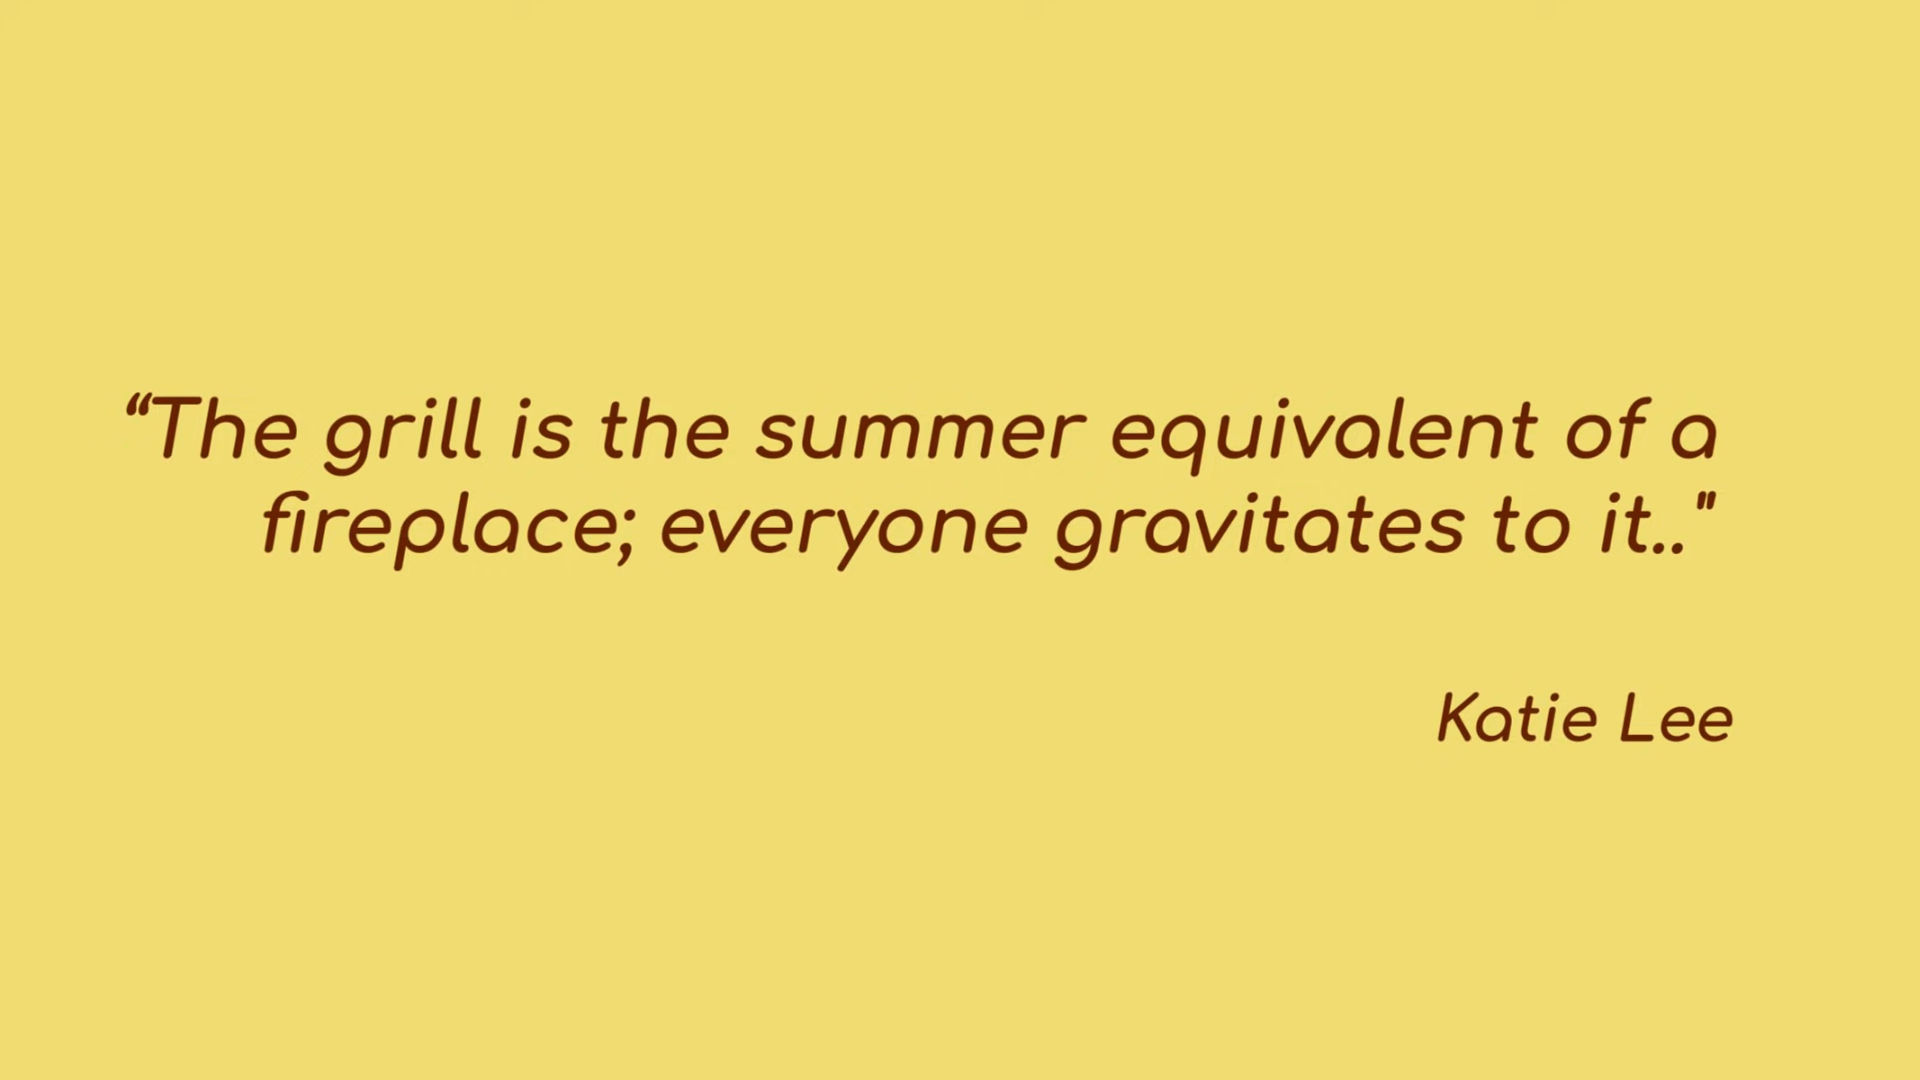 “The grill is the summer equivalent of a
fireplace; everyone gravitates to it.."
Katie Lee